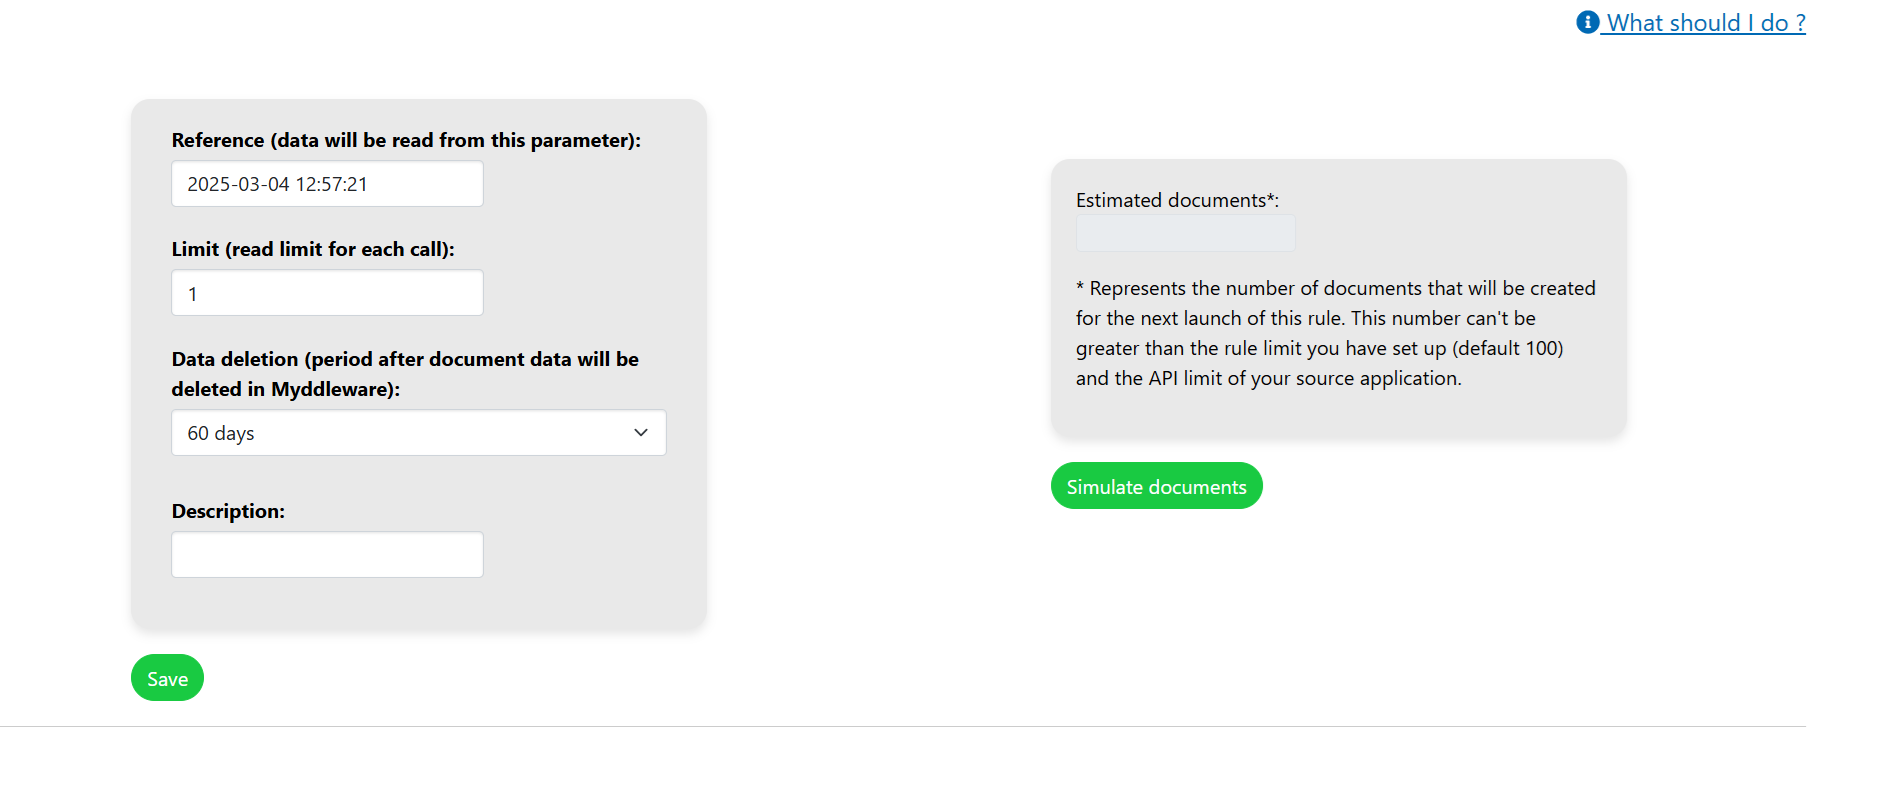 What should I do ?
Reference (data will be read from this parameter):
2025-03-04 12:57:21
Limit (read limit for each call):
1
Data deletion (period after document data will be
deleted in Myddleware):
60 days
Description:
Save
Estimated documents*:
* Represents the number of documents that will be created
for the next launch of this rule. This number can't be
greater than the rule limit you have set up (default 100)
and the API limit of your source application.
Simulate documents